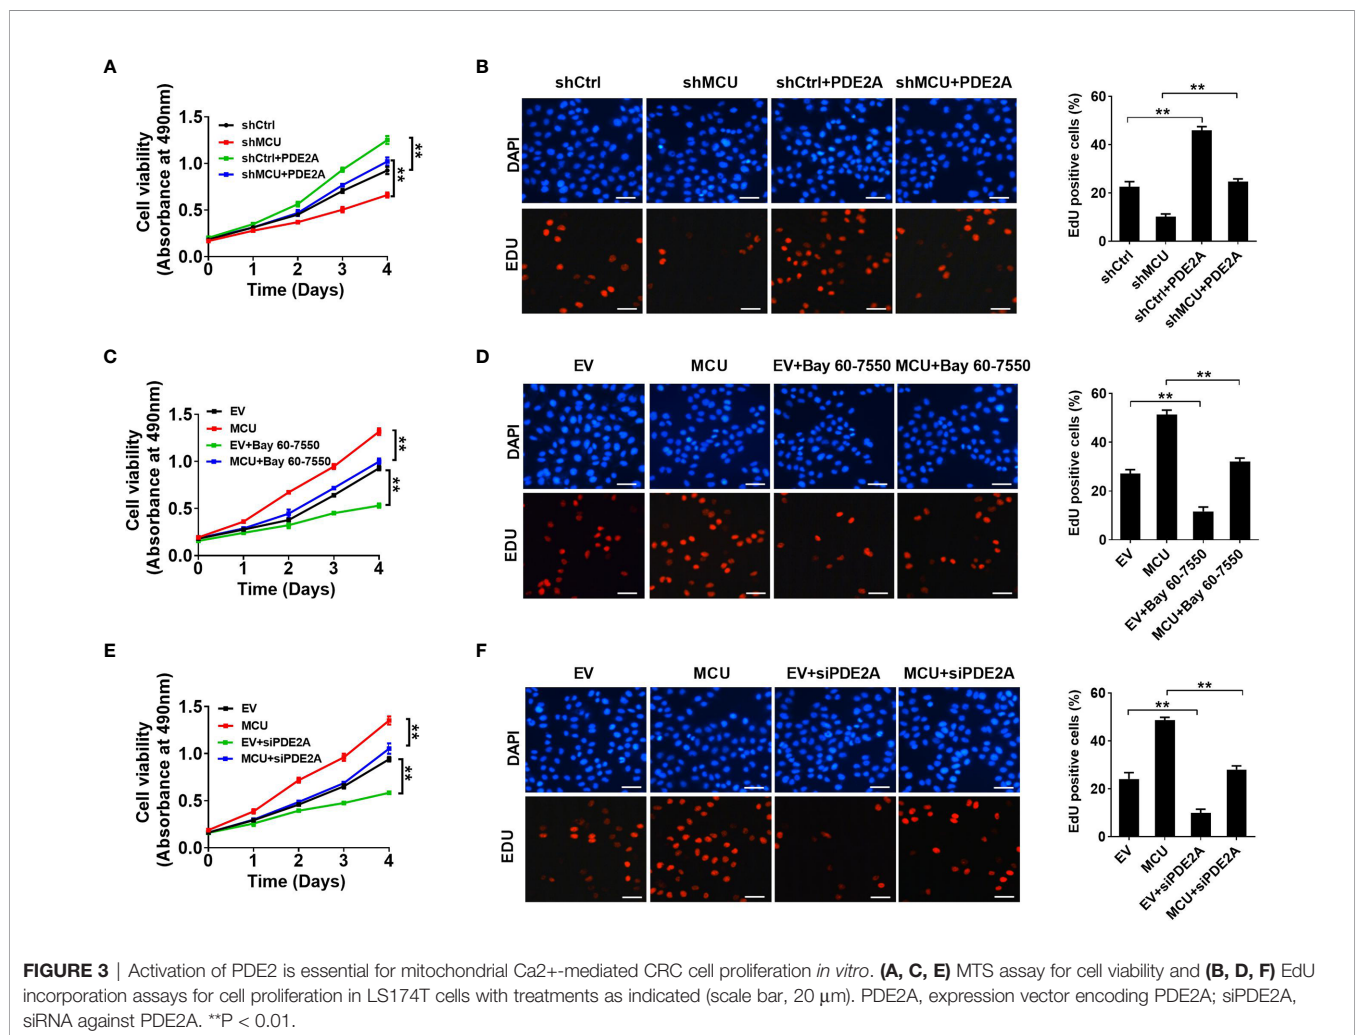 A
Cell viability
(Absorbance at 490nm)
1.5
1.0
0.5
0.0
shCtrl
shMCU
shCtrl+PDE2A
shMCU+PDE2A
**
**
0 1 2 3 4
Time (Days)
B
shCtrl shMCU shCtrl+PDE2A shMCU+PDE2A
DAPI
EDU
EdU positive cells (%)
60
40
20
0
**
**
shCtrl
shMCU
shCtrl+PDE2A
shMCU+PDE2A
C
Cell viability
(Absorbance at 490nm)
1.5
1.0
0.5
0.0
EV
MCU
EV+Bay 60-7550
MCU+Bay 60-7550
**
**
0 1 2 3 4
Time (Days)
D
EV MCU EV+Bay 60-7550 MCU+Bay 60-7550
DAPI
EDU
EdU positive cells (%)
60
40
20
0
**
**
EV
MCU
EV+Bay 60-7550
MCU+Bay 60-7550
E
Cell viability
(Absorbance at 490nm)
1.5
1.0
0.5
0.0
EV
MCU
EV+siPDE2A
MCU+siPDE2A
**
**
0 1 2 3 4
Time (Days)
F
EV MCU EV+siPDE2A MCU+siPDE2A
DAPI
EDU
EdU positive cells (%)
60
40
20
0
**
**
EV
MCU
EV+siPDE2A
MCU+siPDE2A
FIGURE 3 | Activation of PDE2 is essential for mitochondrial Ca2+-mediated CRC cell proliferation in vitro. (A, C, E) MTS assay for cell viability and (B, D, F) EdU
incorporation assays for cell proliferation in LS174T cells with treatments as indicated (scale bar, 20 μm). PDE2A, expression vector encoding PDE2A; siPDE2A,
siRNA against PDE2A. **P < 0.01.